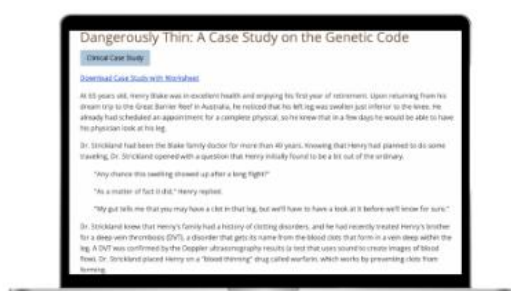 Dangerously Thin: A Case Study on the Genetic Code
Clinical Case Study
Download Case Study with Worksheet
At 65 years old, Henry Blake was in excellent health and enjoying his first year of retirement. Upon returning from his
dream trip to the Great Barrier Reef in Australia, he noticed that his left leg was swollen just inferior to the knee. He
already had scheduled an appointment for a complete physical, so he knew that in a few days he would be able to have
his physician look at his leg.
Dr. Strickland had been the Blake family doctor for more than 40 years. Knowing that Henry had planned to do some
traveling, Dr. Strickland opened with a question that Henry initially found to be a bit out of the ordinary.
"Any chance this swelling showed up after a long flight?"
"As a matter of fact it did," Henry replied.
"My gut tells me that you may have a clot in that leg, but we'll have to have a look at it before we'll know for sure."
Dr. Strickland knew that Henry's family had a history of clotting disorders, and he had recently treated Henry's brother
for a deep vein thrombosis (DVT), a disorder that gets its name from the blood clots that form in a vein deep within the
leg. A DVT was confirmed by the Doppler ultrasonography results (a test that uses sound to create images of blood
flow). Dr. Strickland placed Henry on a "blood thinning" drug called warfarin, which works by preventing clots from
forming.